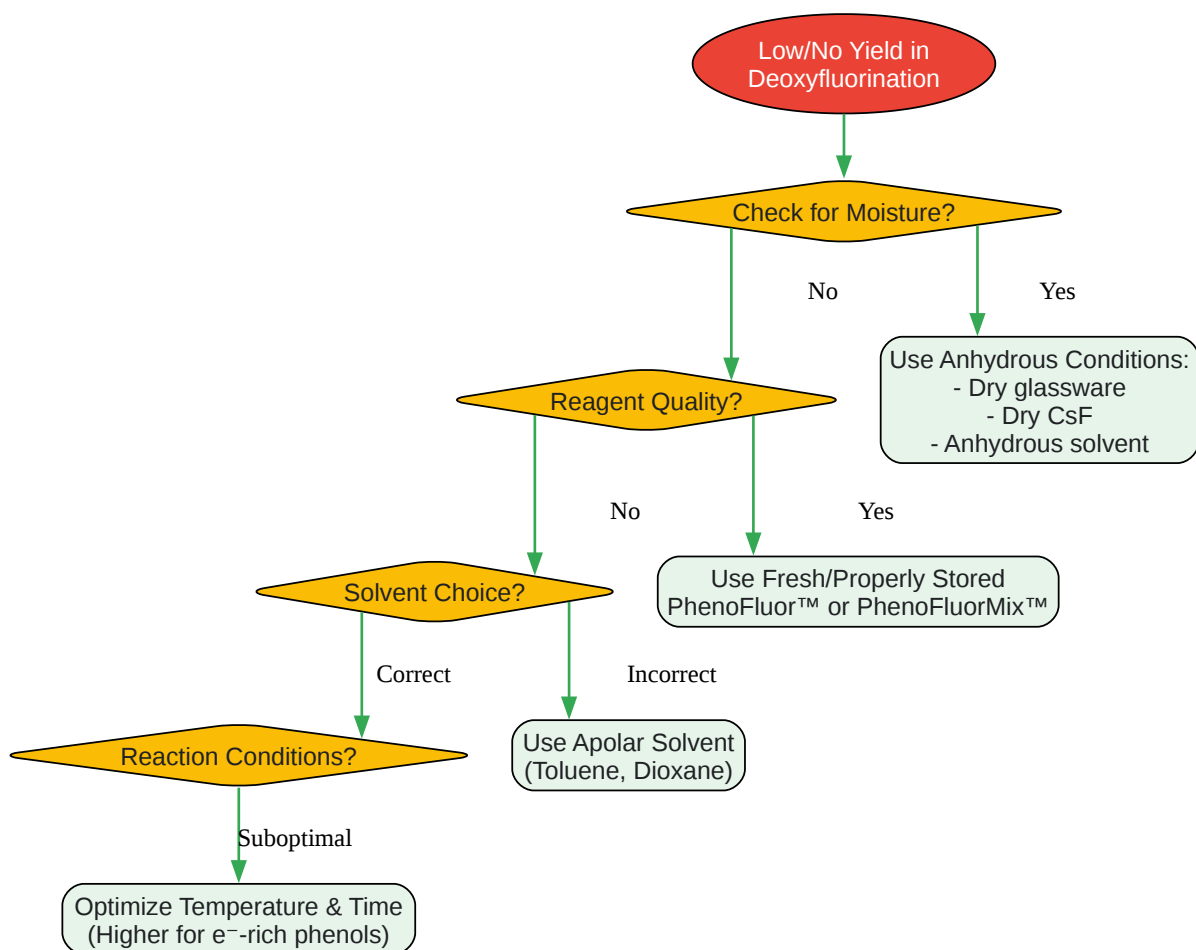 Low/No Yield in
Deoxyfluorination
Check for Moisture?
No
Yes
Use Anhydrous Conditions:
- Dry glassware
- Dry CsF
- Anhydrous solvent
Reagent Quality?
No
Yes
Use Fresh/Properly Stored
PhenoFluor™ or PhenoFluorMix™
Solvent Choice?
Correct
Incorrect
Use Apolar Solvent
(Toluene, Dioxane)
Reaction Conditions?
Suboptimal
Optimize Temperature & Time
(Higher for e⁻-rich phenols)